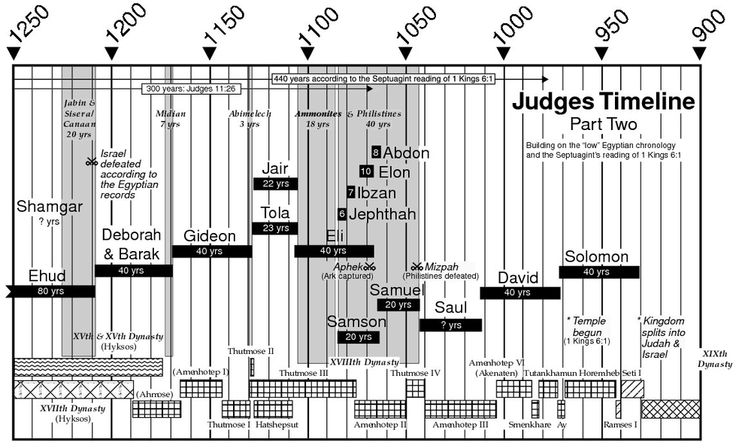 1250
1200
1150
1100
1050
1000
950
900
440 years according to the Septuagint reading of 1 Kings 6:1
300 years: Judges 11:26
Judges Timeline
Part Two
Building on the "low" Egyptian chronology
and the Septuagint's reading of 1 Kings 6:1
Jabin &
Sisera/
Canaan
20 yrs
Midian
7 yrs
Abimelech
3 yrs
Ammonites & Philistines
18 yrs
40 yrs
Israel
defeated
according to
the Egyptian
records
8 Abdon
10 Elon
7 Ibzan
6 Jephthah
Jair
22 yrs
Tola
23 yrs
Shamgar
? yrs
Deborah
& Barak
40 yrs
Gideon
40 yrs
Eli
40 yrs
Ehud
80 yrs
Aphek
(Ark captured)
Mizpah
(Philistines defeated)
Samuel
20 yrs
Samson
20 yrs
Saul
? yrs
David
40 yrs
Solomon
40 yrs
* Temple
begun
(1 Kings 6:1)
* Kingdom
splits into
Judah &
Israel
XVth & XVth Dynasty
(Hyksos)
XVIIth Dynasty
(Hyksos)
(Ahmose)
(Amenhotep I)
Thutmose I
Thutmose II
Hatshepsut
Thutmose III
XVIIIth Dynasty
Amenhotep II
Thutmose IV
Amenhotep III
Amenhotep VI
(Akenaten)
Smenkhare
Tutankhamun
Ay
Horemheb
Ramses I
Seti I
XIXth
Dynasty